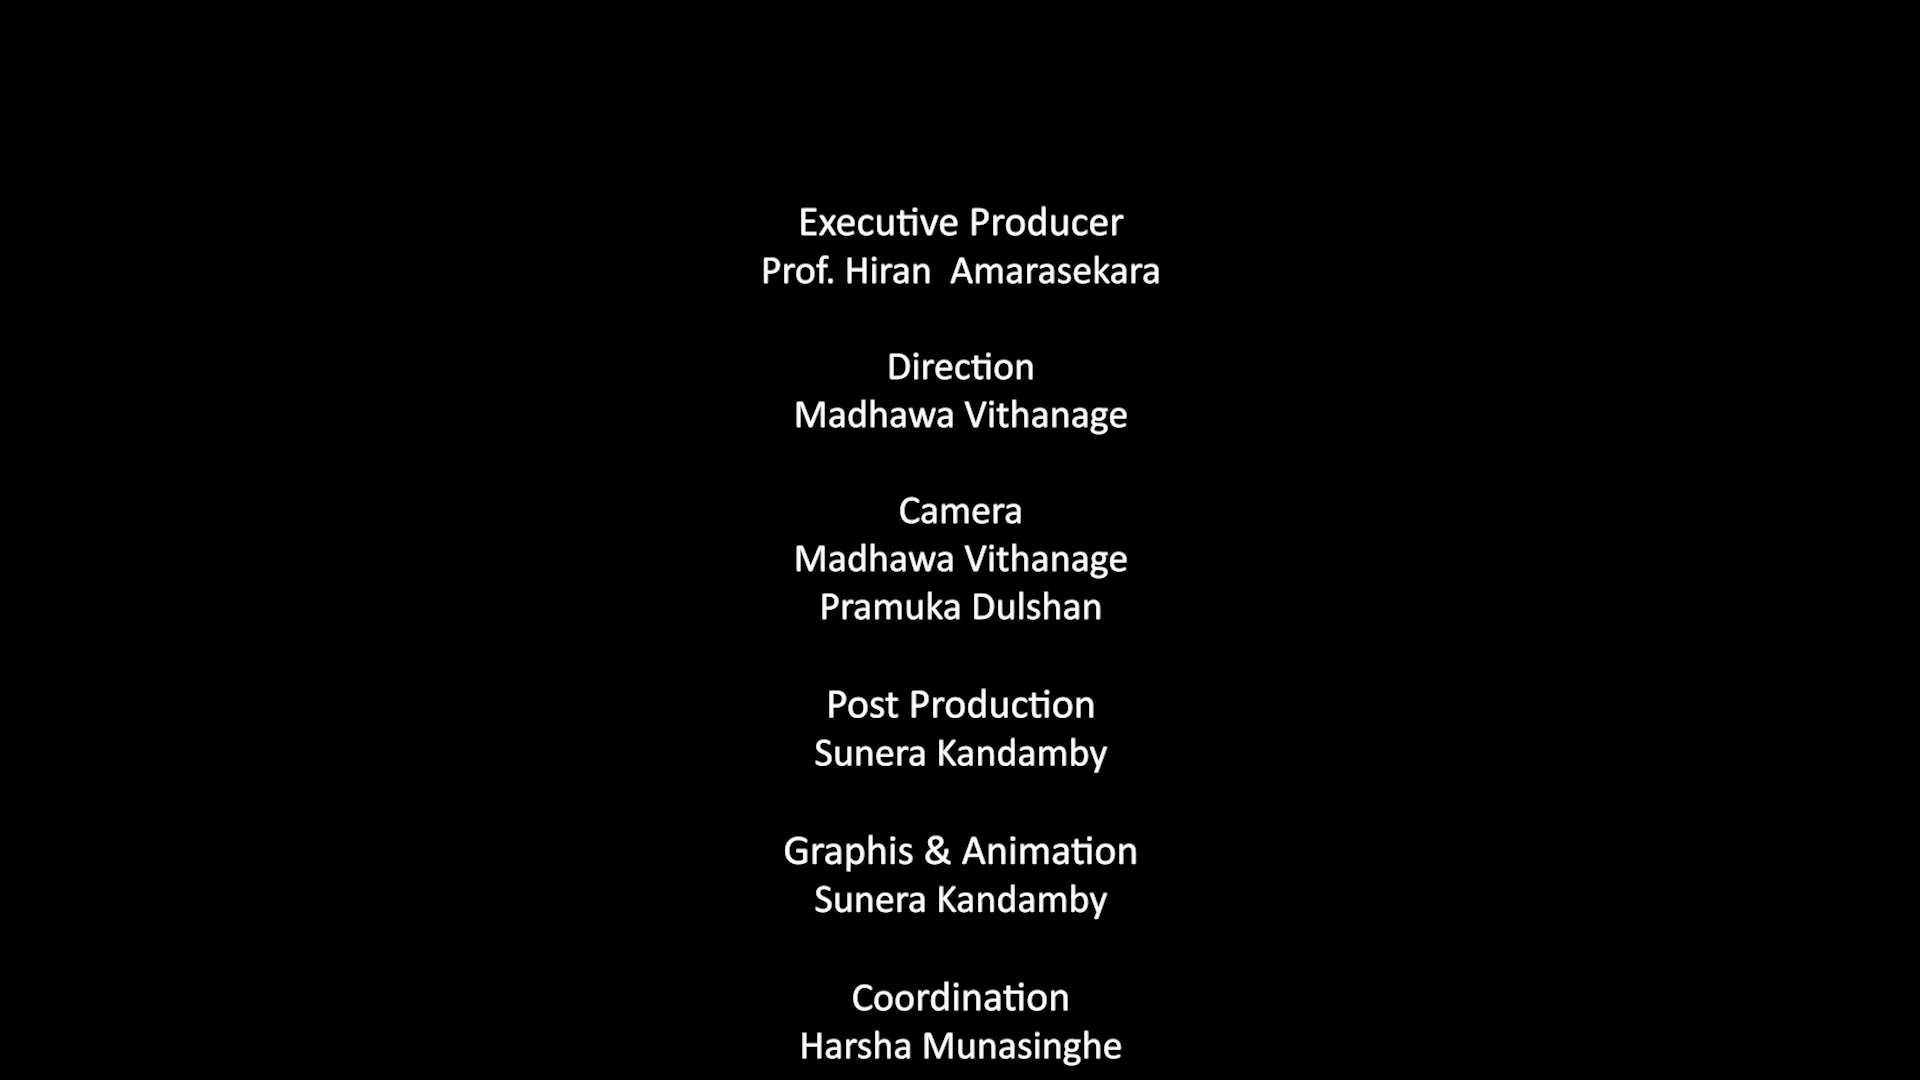 Executive Producer
Prof. Hiran  Amarasekara
Direction
Madhawa Vithanage
Camera
Madhawa Vithanage
Pramuka Dulshan
Post Production
Sunera Kandamby
Graphis & Animation
Sunera Kandamby
Coordination
Harsha Munasinghe